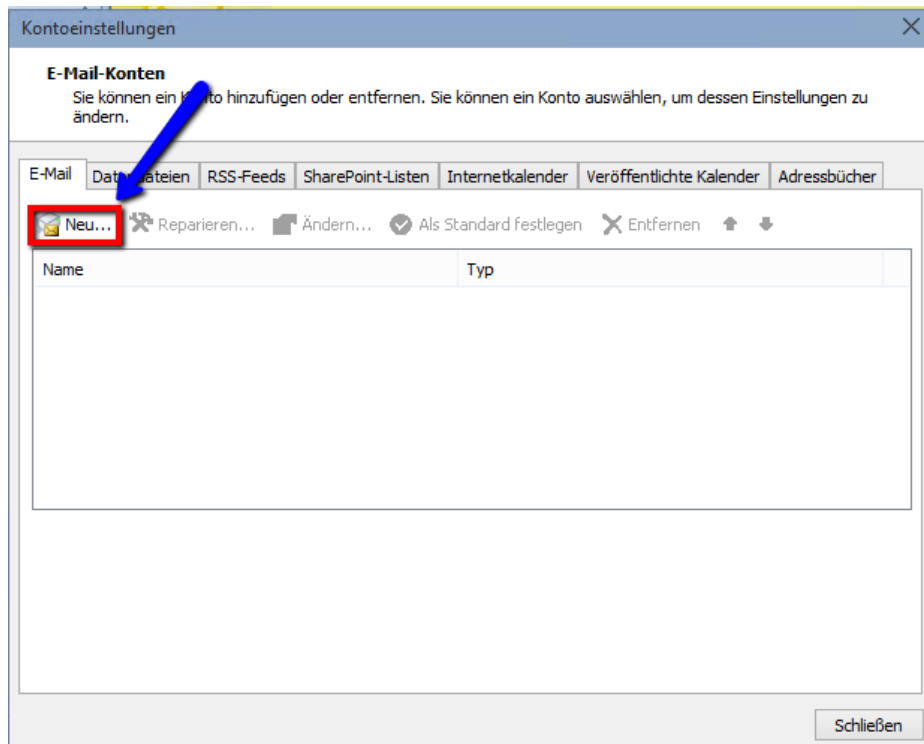 Kontoeinstellungen
E-Mail-Konten
Sie können ein Konto hinzufügen oder entfernen. Sie können ein Konto auswählen, um dessen Einstellungen zu
ändern.
E-Mail Datendateien RSS-Feeds SharePoint-Listen Internetkalender Veröffentlichte Kalender Adressbücher
Neu... Reparieren... Ändern... Als Standard festlegen Entfernen
Name Typ
Schließen